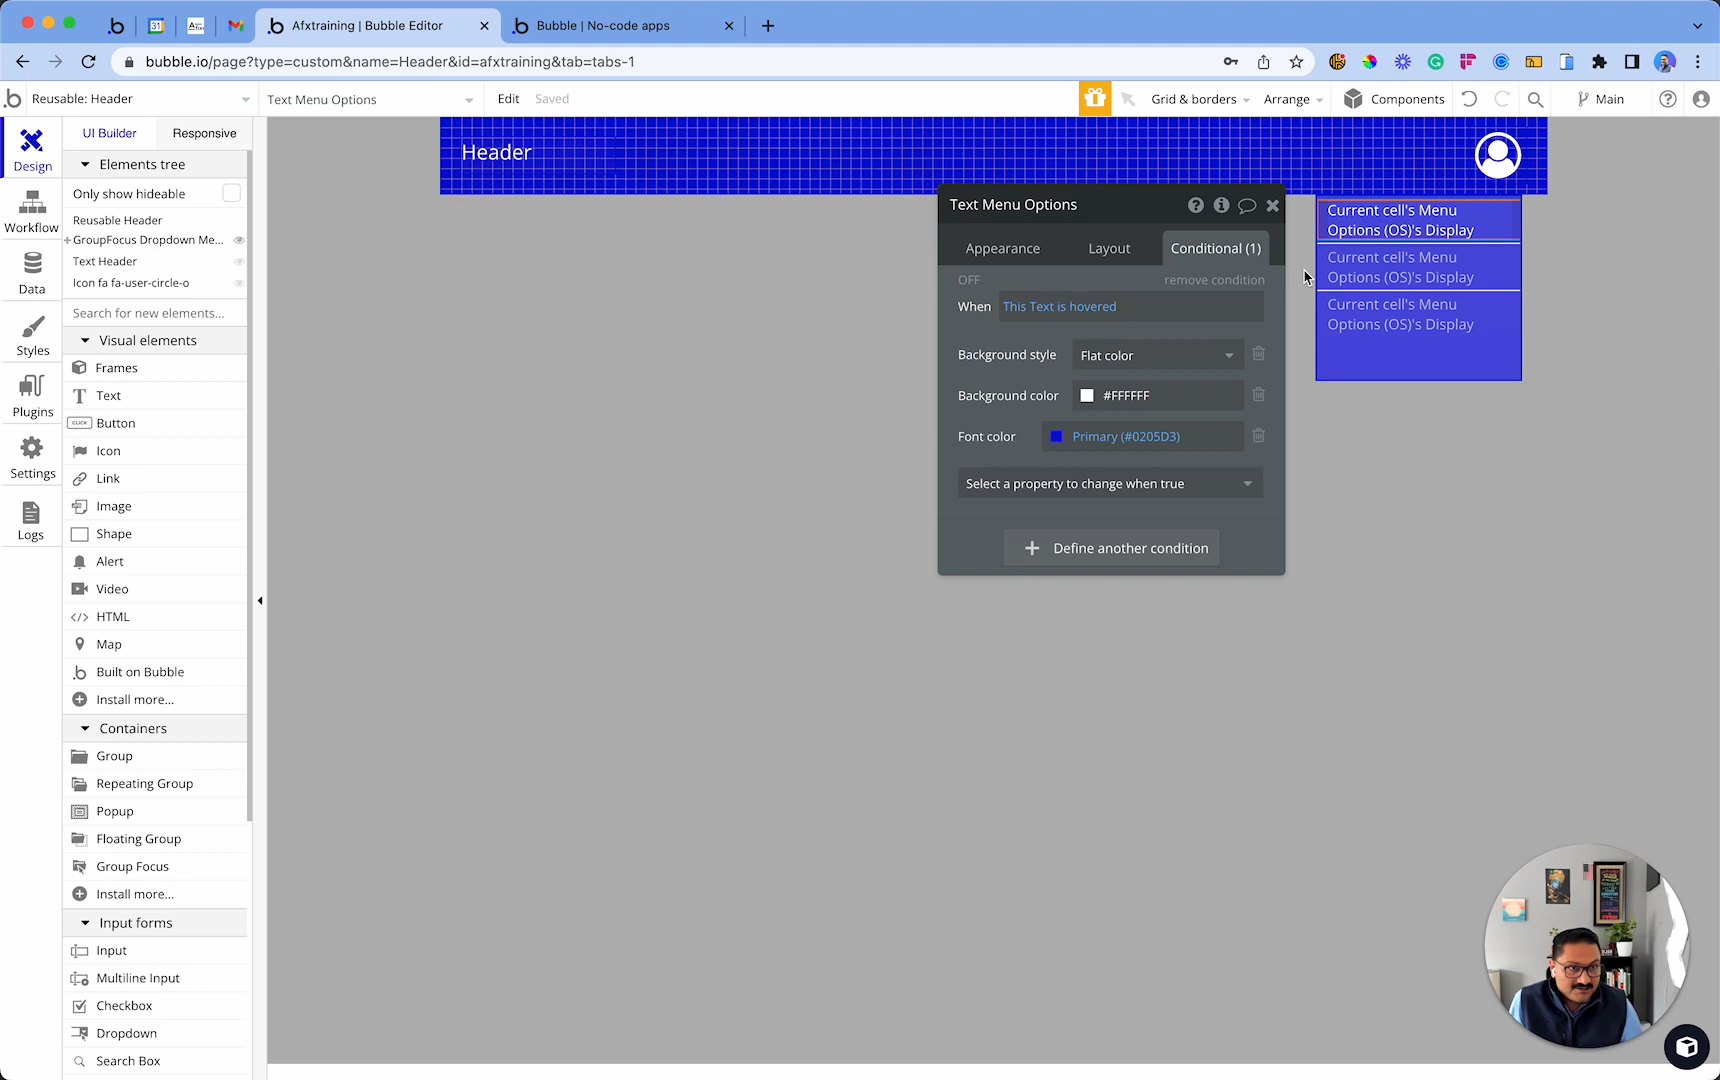 Afxtraining | Bubble Editor
Bubble | No-code apps
bubble.io/page?type=custom&name=Header&id=afxtraining&tab=tabs-1
Reusable: Header
Text Menu Options
Edit
Saved
Grid & borders
Arrange
Components
Main
Design
Workflow
Data
Styles
Plugins
Settings
Logs
UI Builder
Responsive
Elements tree
Only show hideable
Reusable Header
GroupFocus Dropdown Me...
Text Header
Icon fa fa-user-circle-o
Search for new elements...
Visual elements
Frames
Text
CLICK
Button
Icon
Link
Image
Shape
Alert
Video
HTML
Map
Built on Bubble
Install more...
Containers
Group
Repeating Group
Popup
Floating Group
Group Focus
Install more...
Input forms
Input
Multiline Input
Checkbox
Dropdown
Search Box
Header
Text Menu Options
Appearance
Layout
Conditional (1)
OFF
remove condition
When
This Text is hovered
Background style
Flat color
Background color
#FFFFFF
Font color
Primary (#0205D3)
Select a property to change when true
Define another condition
Current cell's Menu
Options (OS)'s Display
Current cell's Menu
Options (OS)'s Display
Current cell's Menu
Options (OS)'s Display